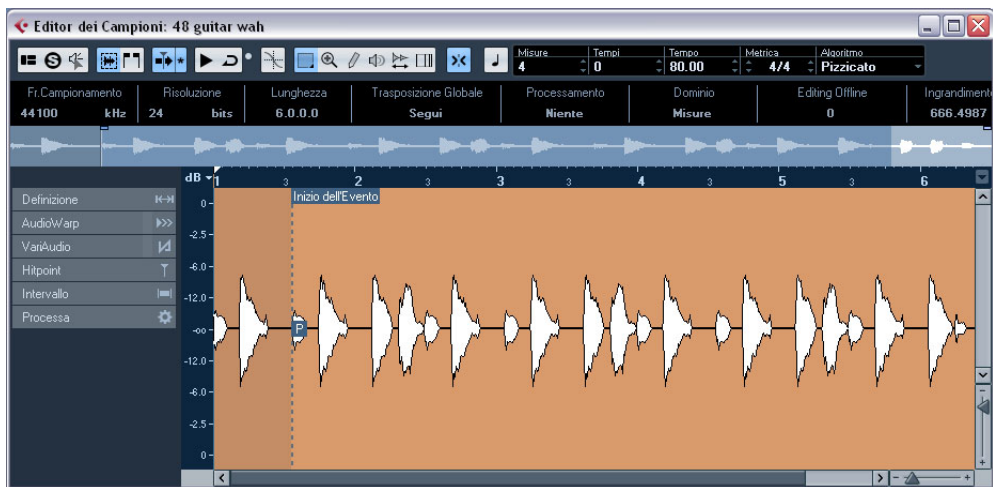 Editor dei Campioni: 48 guitar wah
Misure Tempi Tempo Metrica Algoritmo
4 0 80.00 4/4 Pizzicato
Fr.Campionamento Risoluzione Lunghezza Trasposizione Globale Processamento Dominio Editing Offline Ingrandimen
44100 kHz 24 bits 6.0.0.0 Segui Niente Misure 0 666.4987
dB 1 3 2 3 3 3 4 3 5 3 6
Inizio dell'Evento
Definizione
AudioWarp
VariAudio
Hitpoint
Intervallo
Processa
0
-2.5
-6.0
-12.0
-oo
-12.0
-6.0
-2.5
0
P